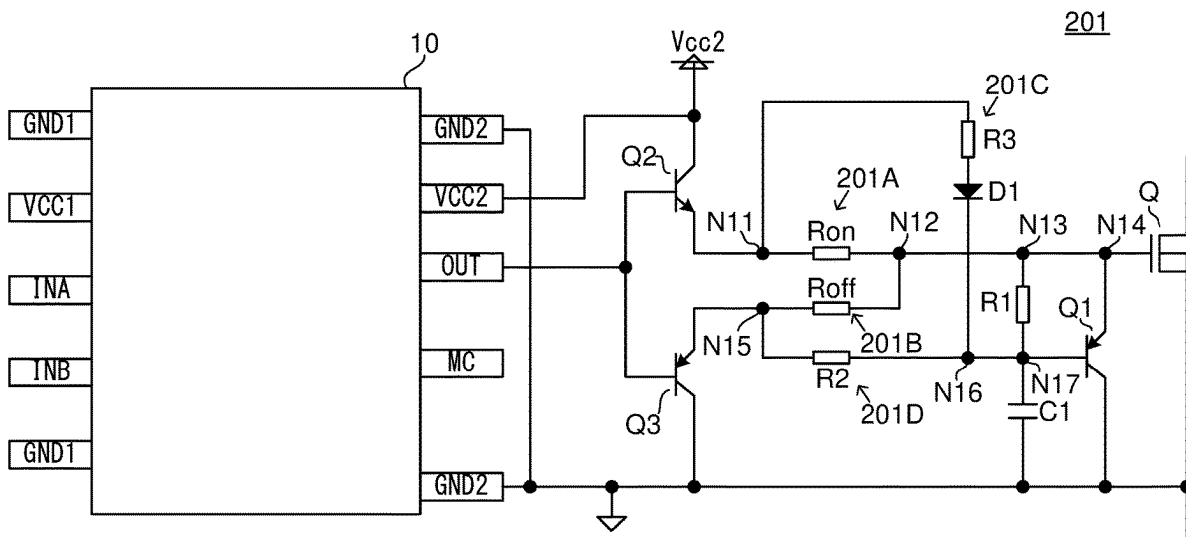 201
10
Vcc2
201C
GND1
GND2
Q2
R3
VCC1
VCC2
201A
D1
Q
N11
Ron
N12
N13
N14
OUT
INA
Roff
R1
Q1
N15
201B
INB
MC
R2
N16
N17
Q3
201D
C1
GND1
GND2